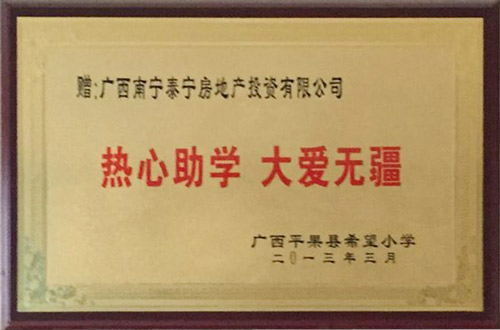 赠:广西南宁泰宁房地产投资有限公司
热心助学 大爱无疆
广西平果县希望小学
二0一三年三月